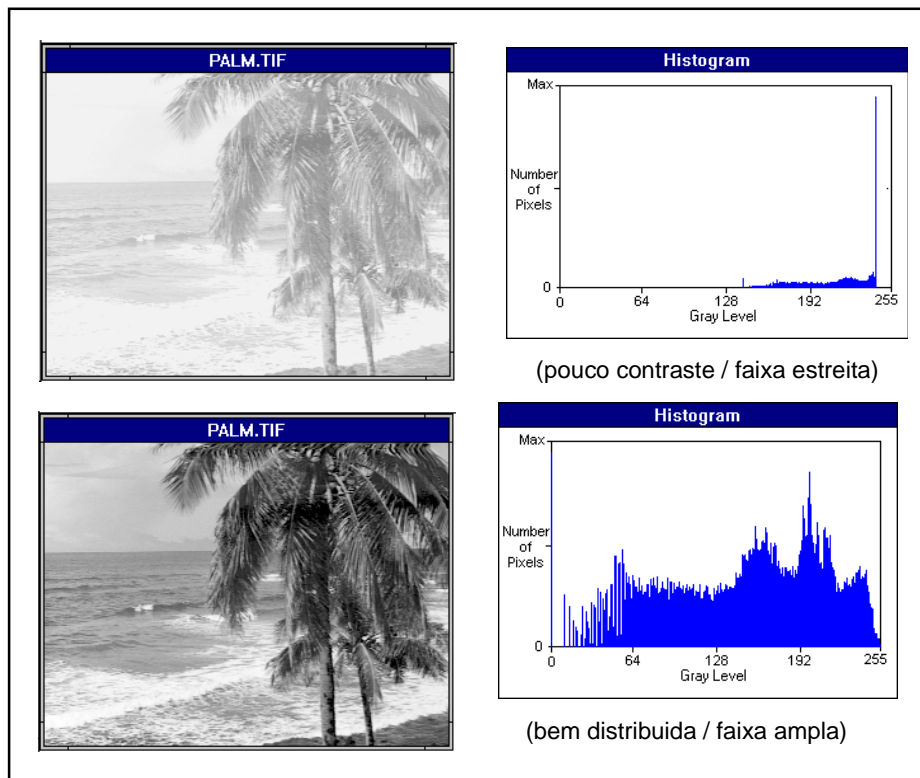 PALM.TIF
Histogram
Max
Number
of
Pixels
0
0 64 128 192 255
Gray Level
(pouco contraste / faixa estreita)
PALM.TIF
Histogram
Max
Number
of
Pixels
0
0 64 128 192 255
Gray Level
(bem distribuida / faixa ampla)